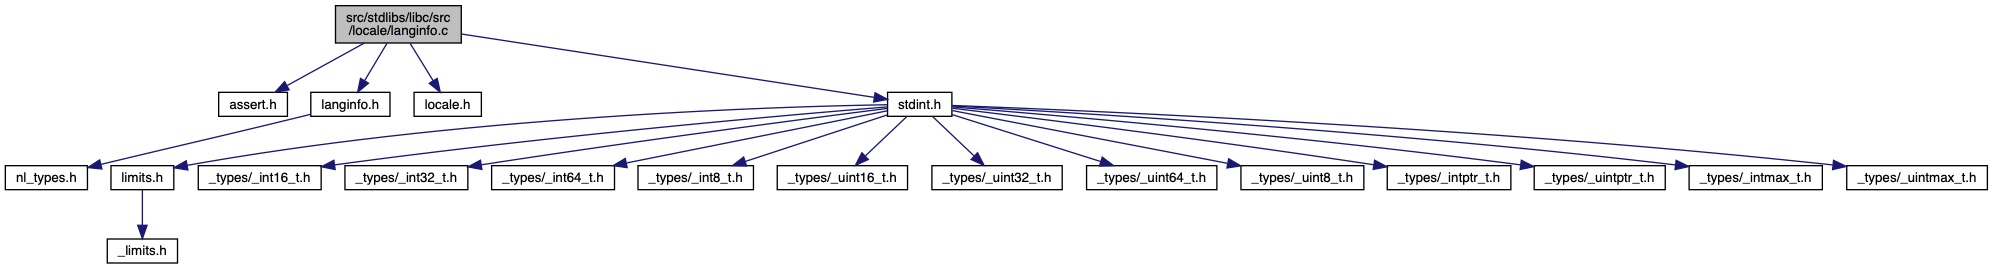 src/stdlibs/libc/src
/locale/langinfo.c
assert.h
langinfo.h
locale.h
stdint.h
nl_types.h
limits.h
_types/_int16_t.h
_types/_int32_t.h
_types/_int64_t.h
_types/_int8_t.h
_types/_uint16_t.h
_types/_uint32_t.h
_types/_uint64_t.h
_types/_uint8_t.h
_types/_intptr_t.h
_types/_uintptr_t.h
_types/_intmax_t.h
_types/_uintmax_t.h
_limits.h